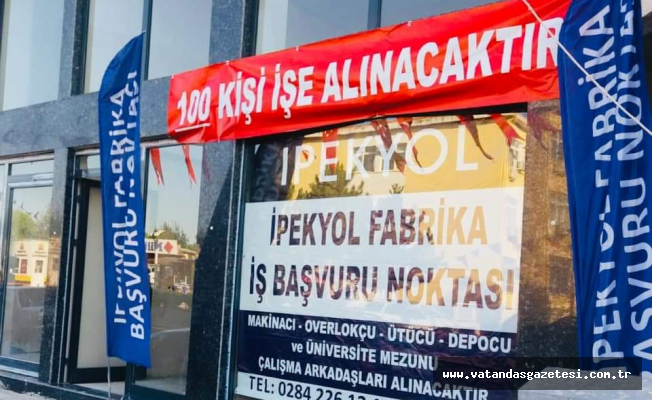 100 KİŞİ İŞE ALINACAKTIR
İPEKYOL
İPEKYOL FABRİKA
İŞ BAŞVURU NOKTASI
MAKİNACI - OVERLOKÇU - ÜTÜCÜ - DEPOCU
ve ÜNİVERSİTE MEZUNU
ÇALIŞMA ARKADAŞLARI ALINACAKTIR
TEL: 0284 226
İPEKYOL FABRİKA
BAŞVURU NOKTASI
İPEKYOL FABRİKA
BAŞVURU NOKTASI
www.vatandasgazetesi.com.tr